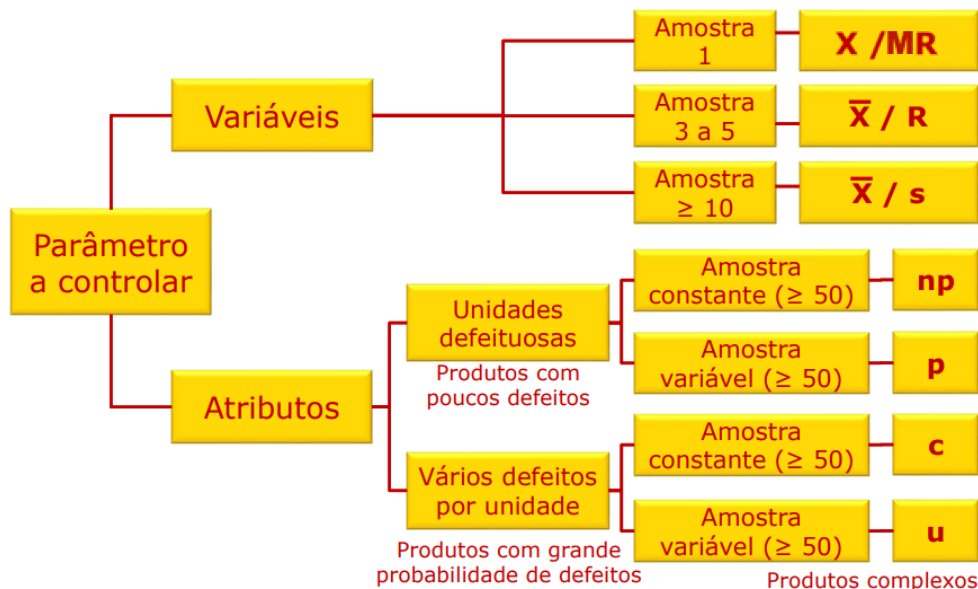 Parâmetro
a controlar
Variáveis
Amostra
1
X /MR
Amostra
3 a 5
X̅ / R
Amostra
≥ 10
X̅ / s
Atributos
Unidades
defeituosas
Produtos com
poucos defeitos
Amostra
constante (≥ 50)
np
Amostra
variável (≥ 50)
p
Vários defeitos
por unidade
Produtos com grande
probabilidade de defeitos
Amostra
constante (≥ 50)
c
Amostra
variável (≥ 50)
u
Produtos complexos